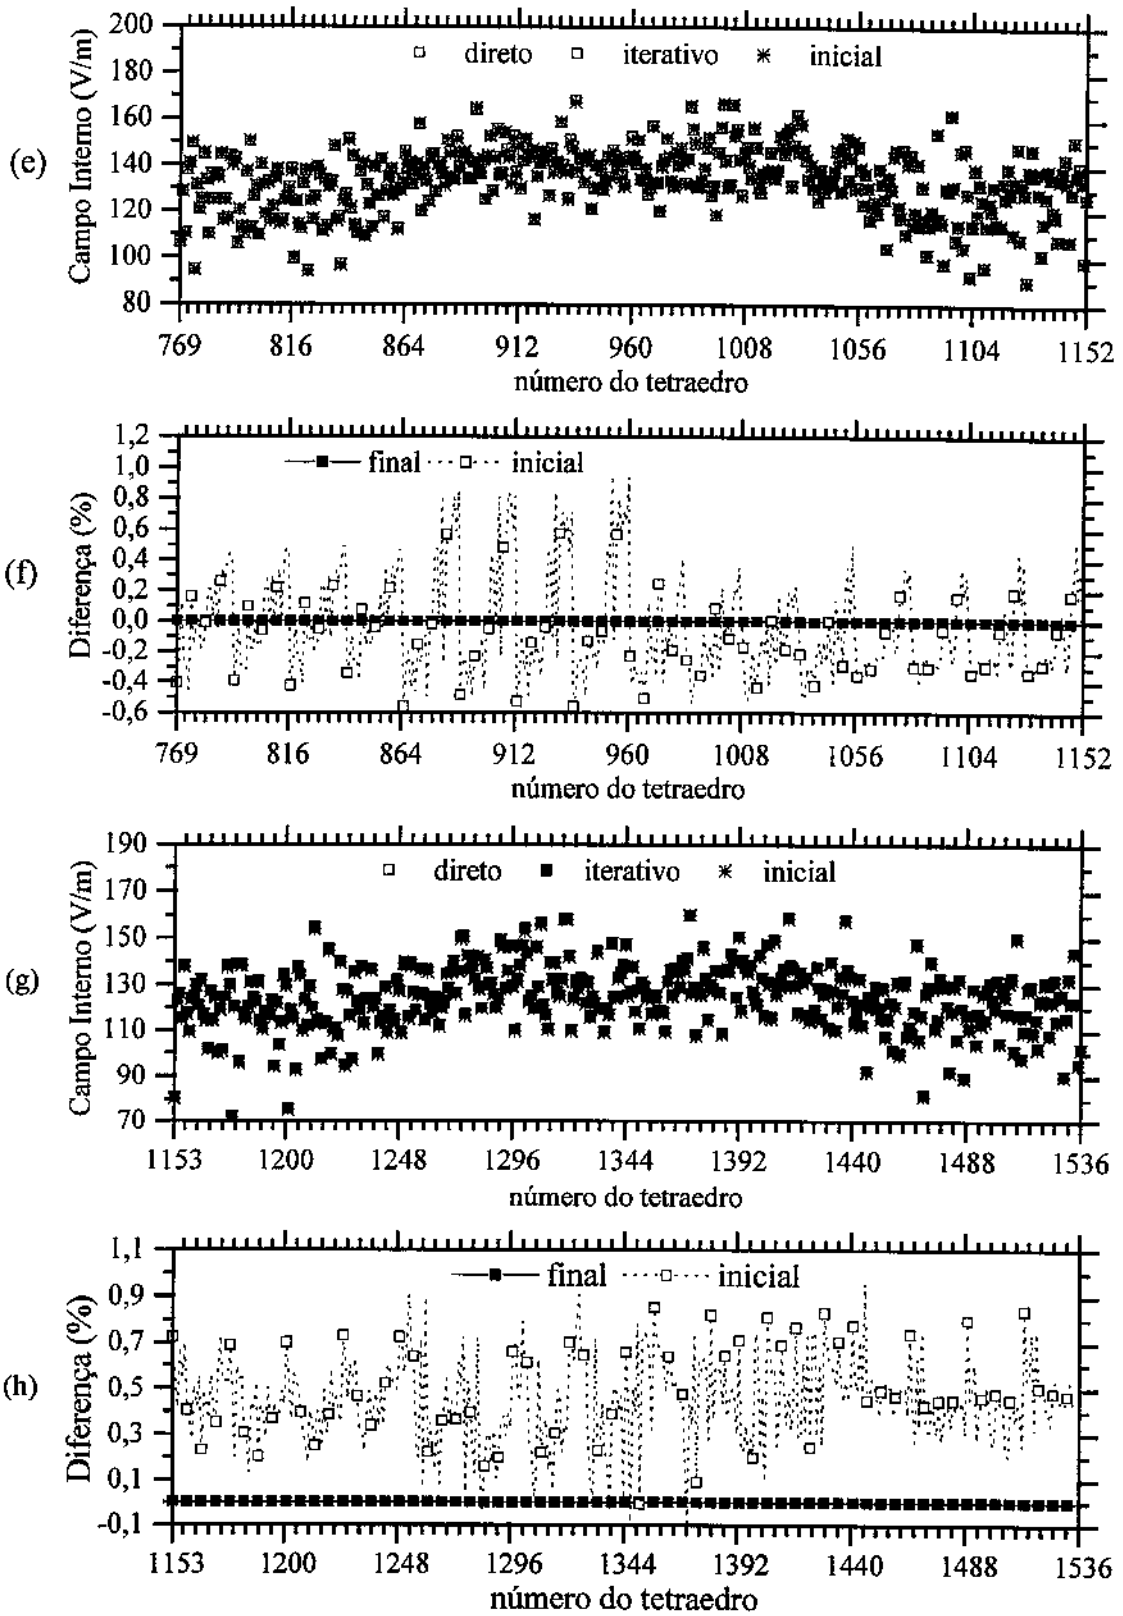 (e)
Campo Interno (V/m)
200
180
160
140
120
100
80
direto iterativo inicial
769 816 864 912 960 1008 1056 1104 1152
número do tetraedro
(f)
Diferença (%)
1,2
1,0
0,8
0,6
0,4
0,2
0,0
-0,2
-0,4
-0,6
final inicial
769 816 864 912 960 1008 1056 1104 1152
número do tetraedro
(g)
Campo Interno (V/m)
190
170
150
130
110
90
70
direto iterativo inicial
1153 1200 1248 1296 1344 1392 1440 1488 1536
número do tetraedro
(h)
Diferença (%)
1,1
0,9
0,7
0,5
0,3
0,1
-0,1
final inicial
1153 1200 1248 1296 1344 1392 1440 1488 1536
número do tetraedro